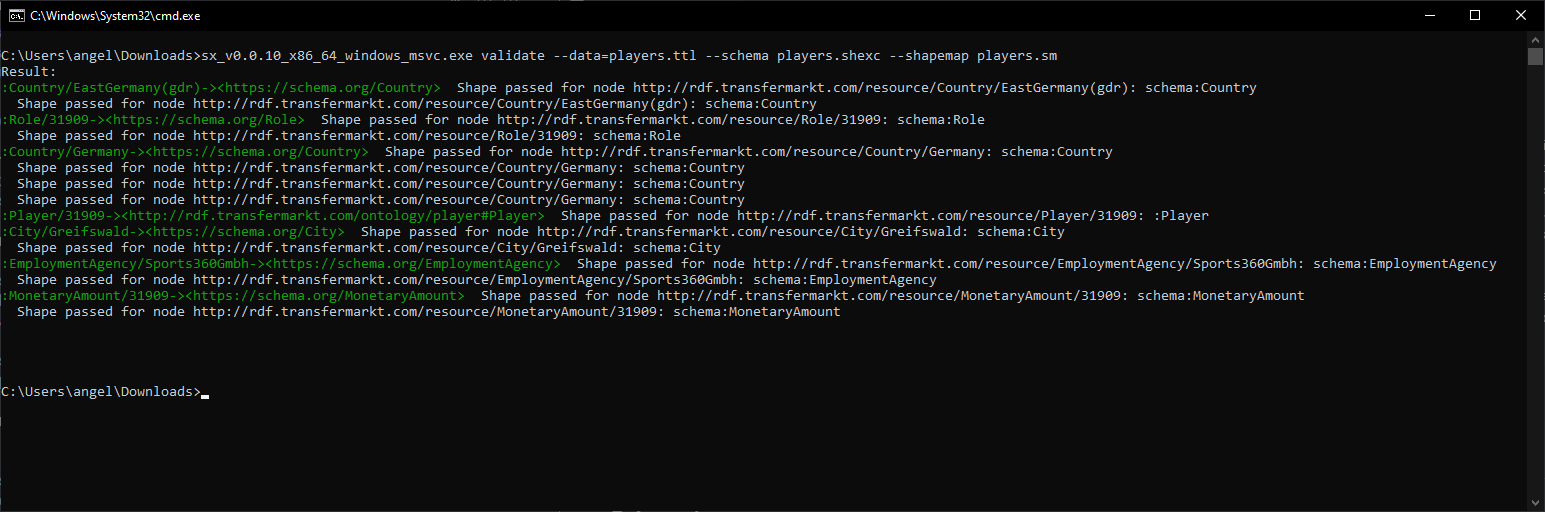 C:\Windows\System32\cmd.exe
C:\Users\angel\Downloads>sx_v0.0.10_x86_64_windows_msvc.exe validate --data=players.ttl --schema players.shexc --shapemap players.sm
Result:
:Country/EastGermany(gdr)-><https://schema.org/Country>  Shape passed for node http://rdf.transfermarkt.com/resource/Country/EastGermany(gdr): schema:Country
  Shape passed for node http://rdf.transfermarkt.com/resource/Country/EastGermany(gdr): schema:Country
:Role/31909-><https://schema.org/Role>  Shape passed for node http://rdf.transfermarkt.com/resource/Role/31909: schema:Role
  Shape passed for node http://rdf.transfermarkt.com/resource/Role/31909: schema:Role
:Country/Germany-><https://schema.org/Country>  Shape passed for node http://rdf.transfermarkt.com/resource/Country/Germany: schema:Country
  Shape passed for node http://rdf.transfermarkt.com/resource/Country/Germany: schema:Country
  Shape passed for node http://rdf.transfermarkt.com/resource/Country/Germany: schema:Country
  Shape passed for node http://rdf.transfermarkt.com/resource/Country/Germany: schema:Country
:Player/31909-><http://rdf.transfermarkt.com/ontology/player#Player>  Shape passed for node http://rdf.transfermarkt.com/resource/Player/31909: :Player
:City/Greifswald-><https://schema.org/City>  Shape passed for node http://rdf.transfermarkt.com/resource/City/Greifswald: schema:City
  Shape passed for node http://rdf.transfermarkt.com/resource/City/Greifswald: schema:City
:EmploymentAgency/Sports360Gmbh-><https://schema.org/EmploymentAgency>  Shape passed for node http://rdf.transfermarkt.com/resource/EmploymentAgency/Sports360Gmbh: schema:EmploymentAgency
  Shape passed for node http://rdf.transfermarkt.com/resource/EmploymentAgency/Sports360Gmbh: schema:EmploymentAgency
:MonetaryAmount/31909-><https://schema.org/MonetaryAmount>  Shape passed for node http://rdf.transfermarkt.com/resource/MonetaryAmount/31909: schema:MonetaryAmount
  Shape passed for node http://rdf.transfermarkt.com/resource/MonetaryAmount/31909: schema:MonetaryAmount
C:\Users\angel\Downloads>